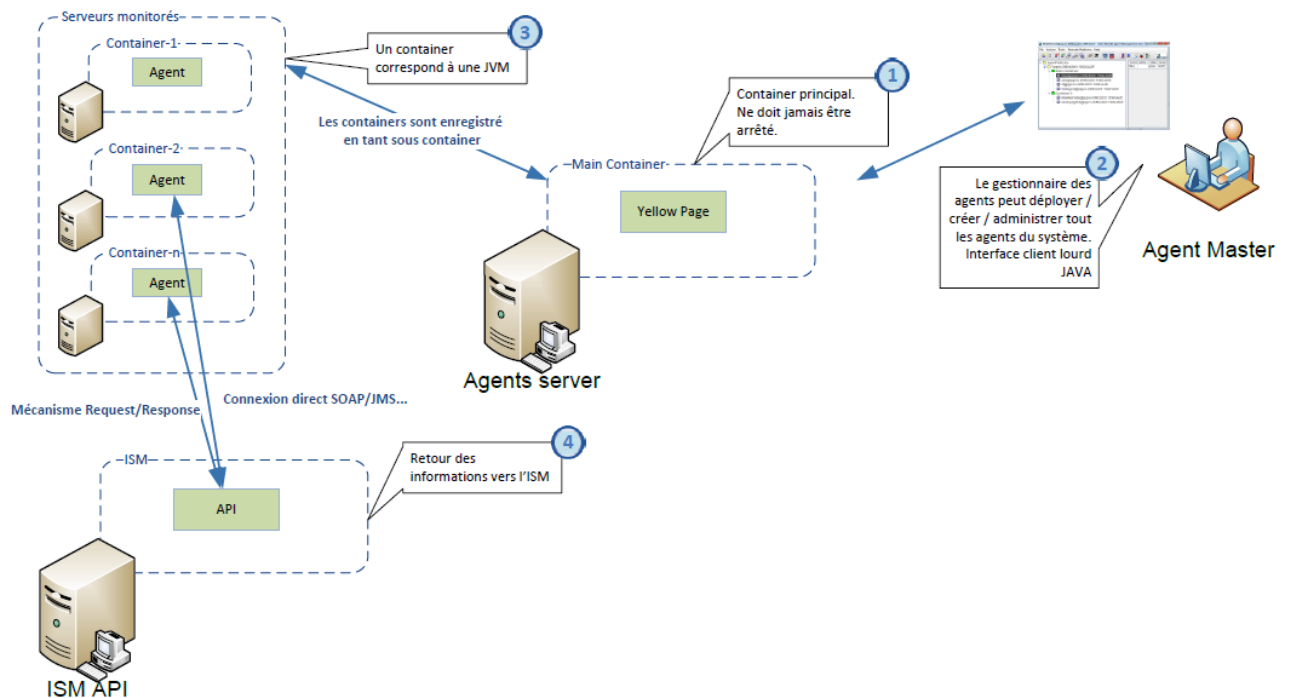 Serveurs monitorés
Container-1
Agent
Container-2
Agent
Container-n
Agent
3
Un container
correspond à une JVM
Les containers sont enregistré
en tant sous container
1
Container principal.
Ne doit jamais être
arrêté.
Main Container
Yellow Page
Agents server
2
Le gestionnaire des
agents peut déployer /
créer / administrer tout
les agents du système.
Interface client lourd
JAVA
Agent Master
Mécanisme Request/Response
Connexion direct SOAP/JMS...
ISM
API
4
Retour des
informations vers l'ISM
ISM API